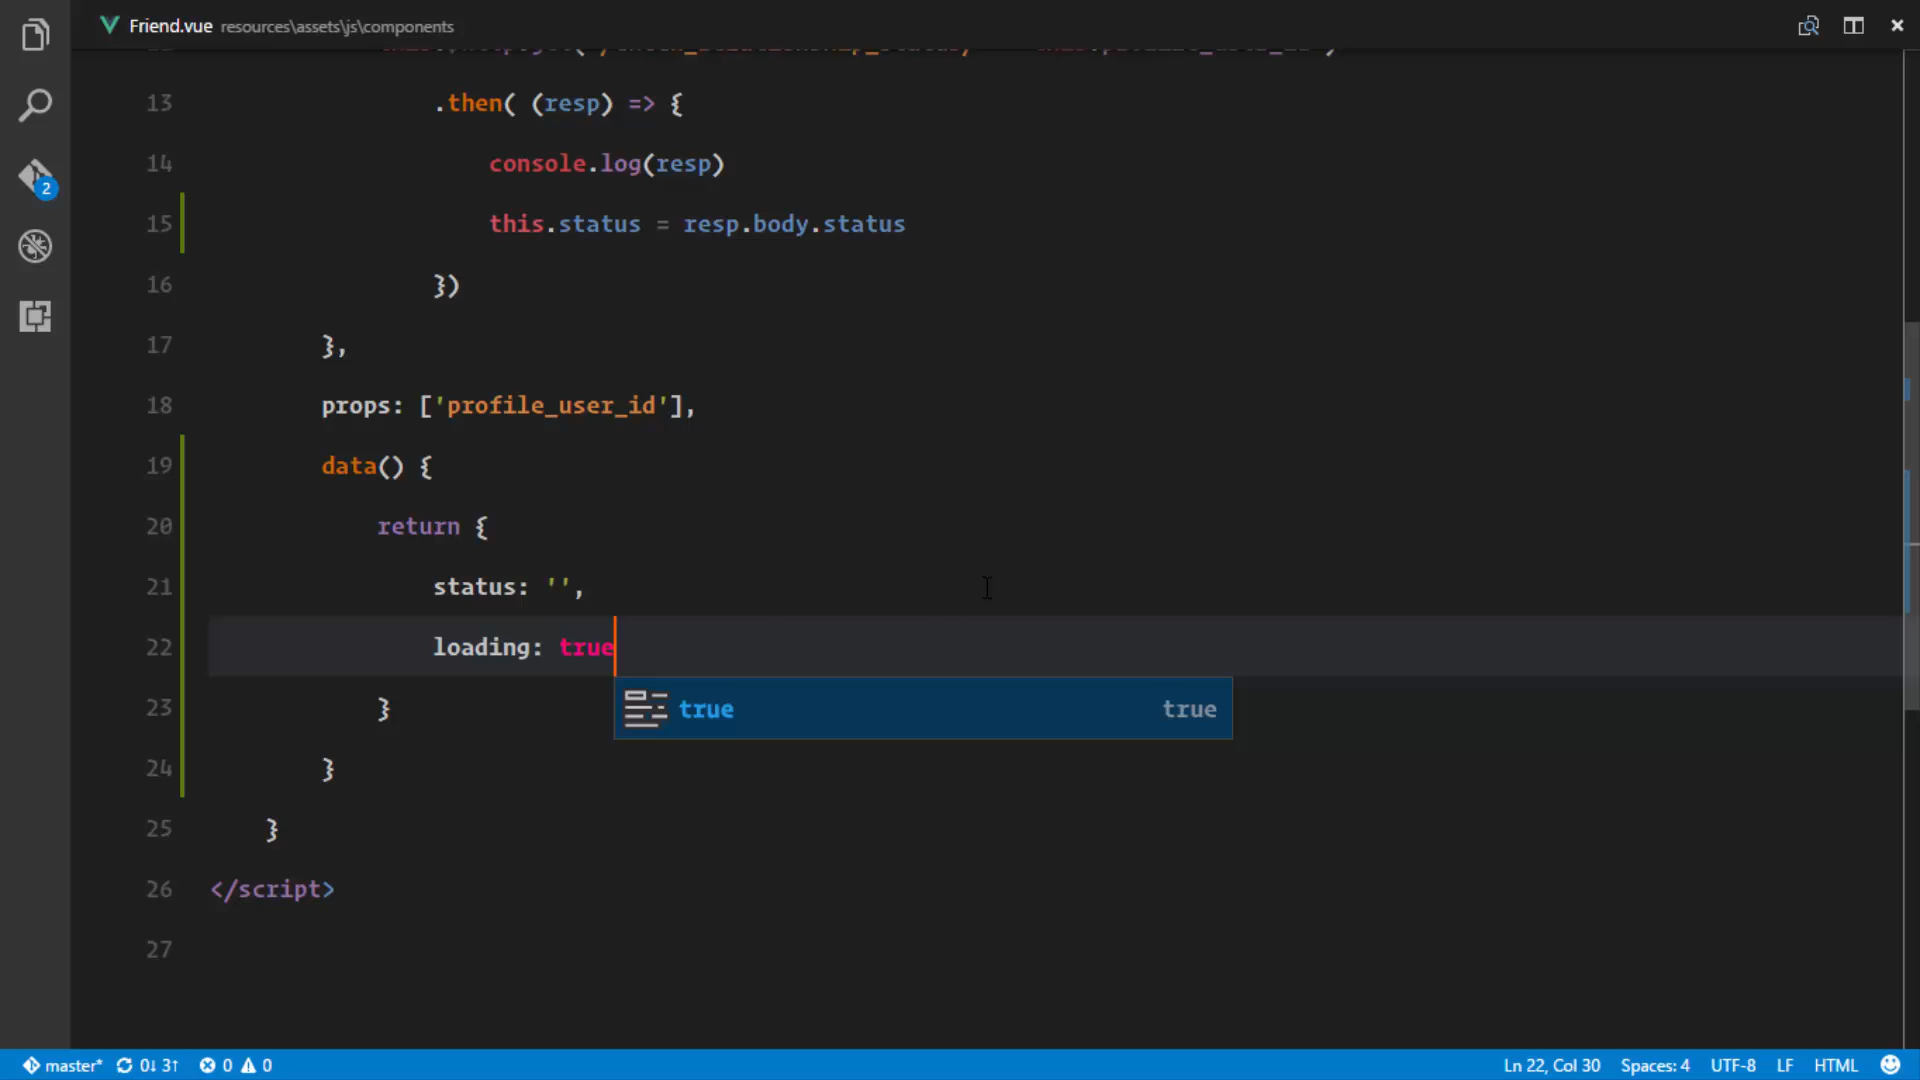 Friend.vue resources\assets\js\components
13 .then( (resp) => {
14 console.log(resp)
15 this.status = resp.body.status
16 })
17 },
18 props: ['profile_user_id'],
19 data() {
20 return {
21 status: '',
22 loading: true
true true
23 }
24 }
25 }
26 </script>
27
2
master* 0↓ 3↑ 0 0 Ln 22, Col 30 Spaces: 4 UTF-8 LF HTML